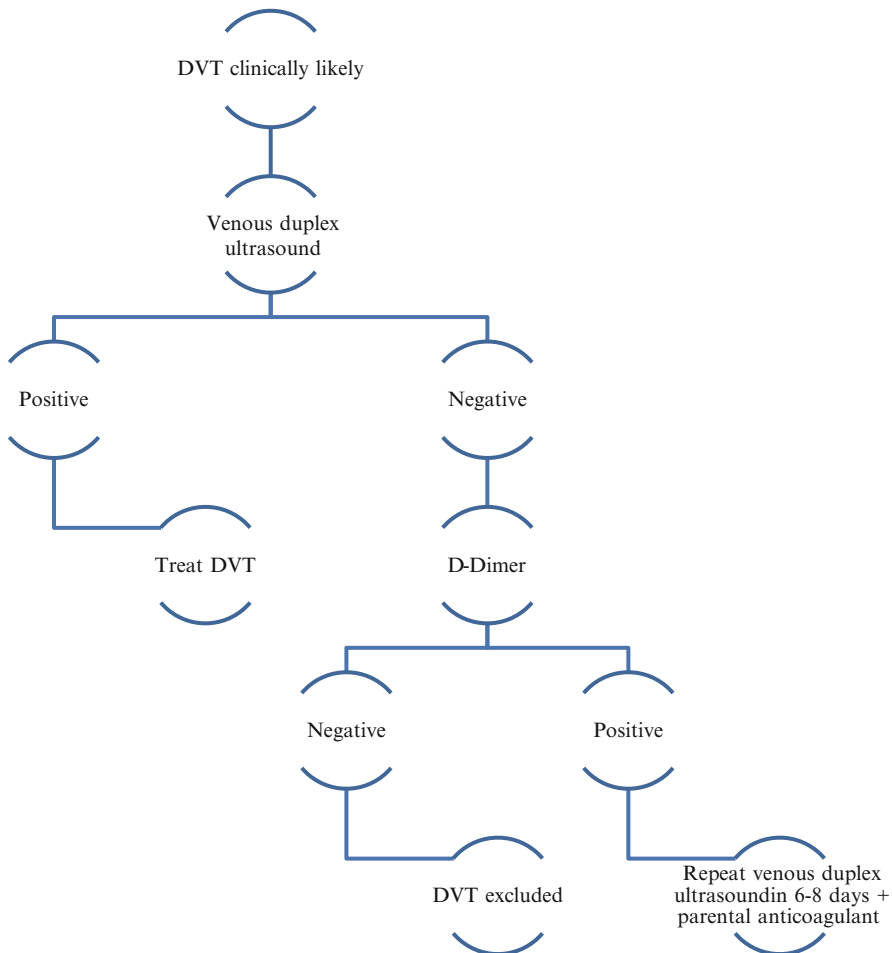 DVT clinically likely
Venous duplex
ultrasound
Positive
Negative
Treat DVT
D-Dimer
Negative
Positive
DVT excluded
Repeat venous duplex
ultrasoundin 6-8 days +
parental anticoagulant